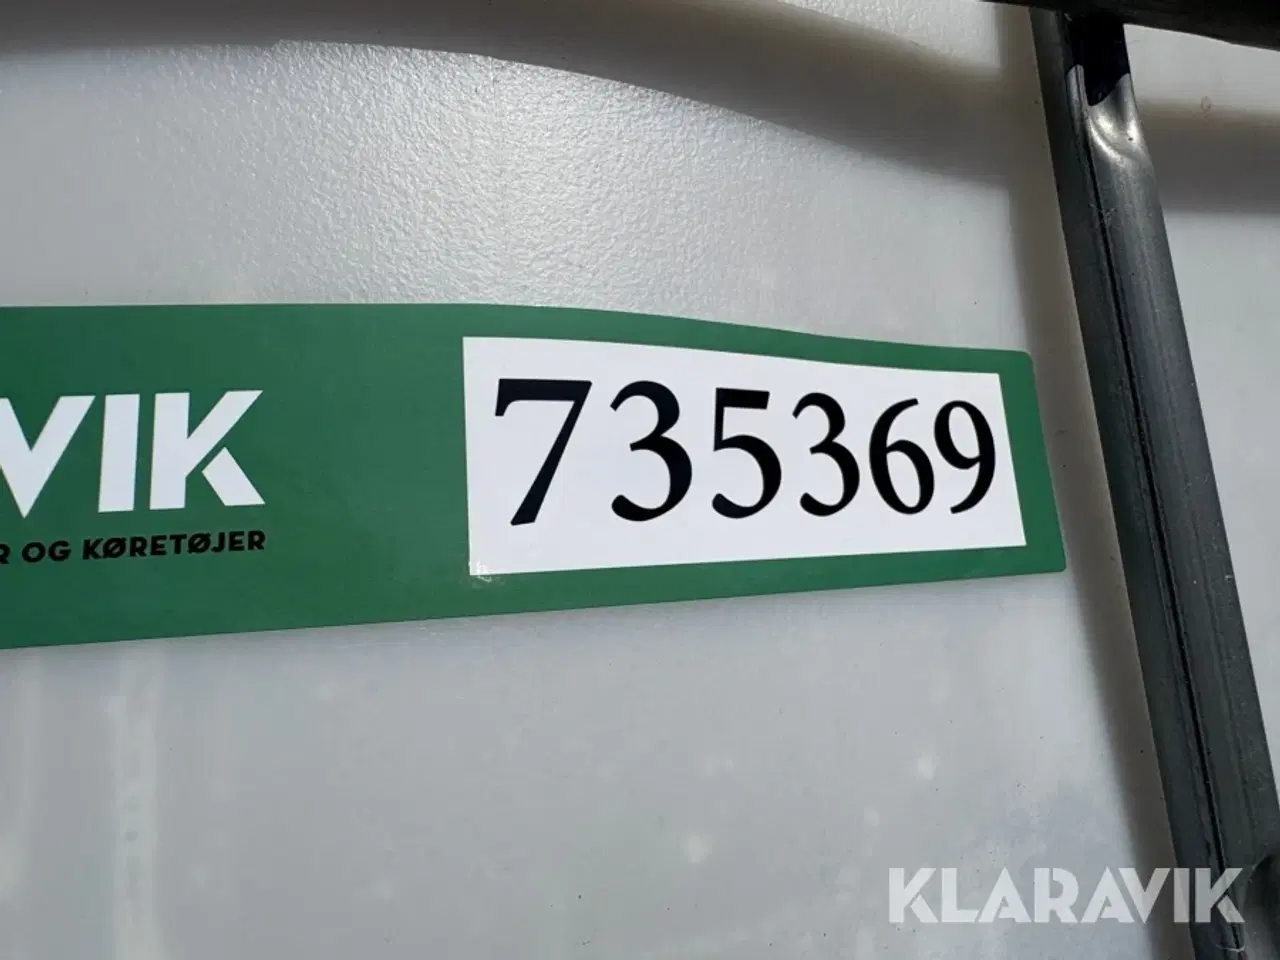 VIK
R OG KØRETØJER
735369
KLARAVIK